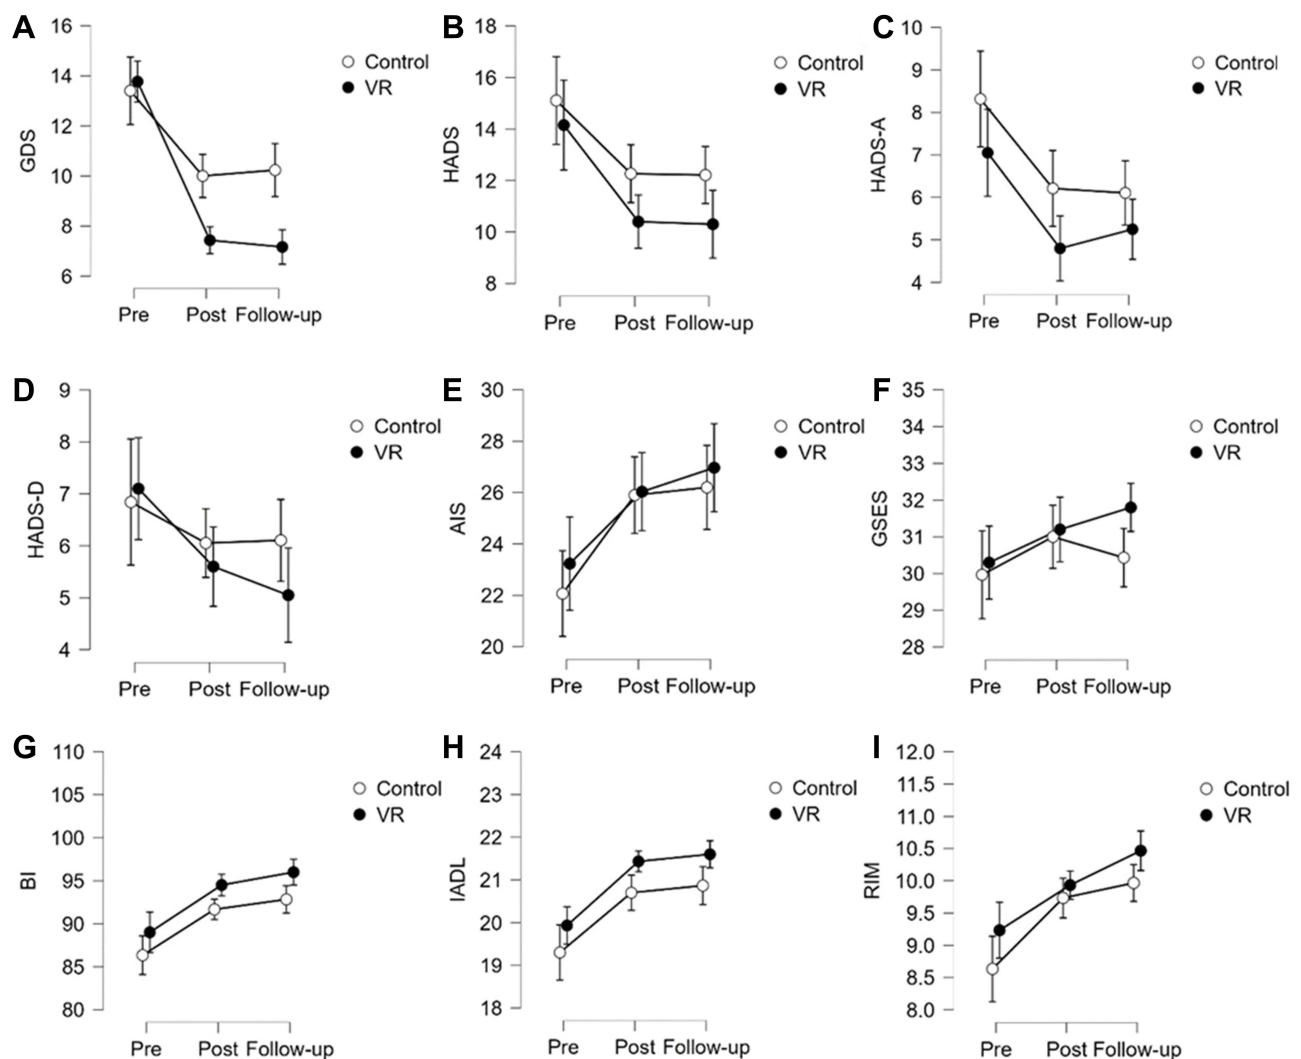 A
16
14
12
10
8
6
GDS
Control
VR
Pre Post Follow-up
B
18
16
14
12
10
8
HADS
Control
VR
Pre Post Follow-up
C
10
9
8
7
6
5
4
HADS-A
Control
VR
Pre Post Follow-up
D
9
8
7
6
5
4
HADS-D
Control
VR
Pre Post Follow-up
E
30
28
26
24
22
20
AIS
Control
VR
Pre Post Follow-up
F
35
34
33
32
31
30
29
28
GSES
Control
VR
Pre Post Follow-up
G
110
105
100
95
90
85
80
BI
Control
VR
Pre Post Follow-up
H
24
23
22
21
20
19
18
IADL
Control
VR
Pre Post Follow-up
I
12.0
11.5
11.0
10.5
10.0
9.5
9.0
8.5
8.0
RIM
Control
VR
Pre Post Follow-up